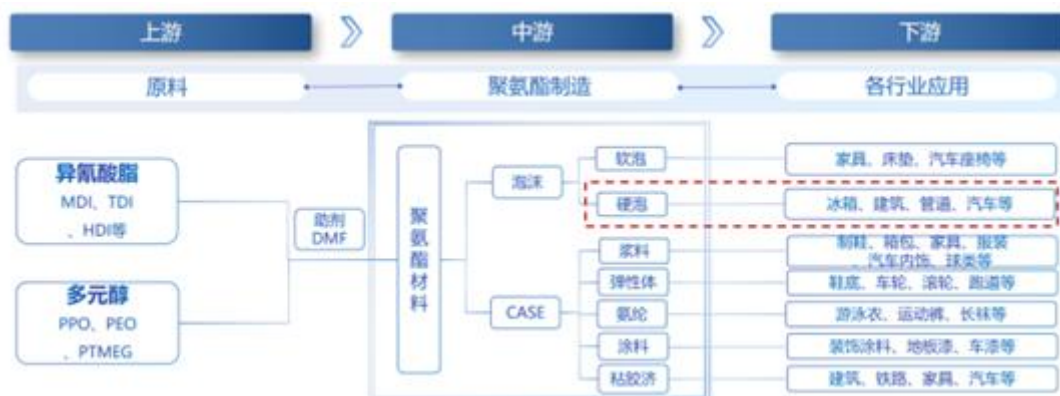 上游
中游
下游
原料
聚氨酯制造
各行业应用
异氰酸脂
MDI、TDI
、HDI等
多元醇
PPO、PEO
、PTMEG
助剂
DMF
聚氨酯材料
泡沫
CASE
软泡
家具、床垫、汽车座椅等
硬泡
冰箱、建筑、管道、汽车等
浆料
制鞋、箱包、家具、服装
、汽车内饰、球类等
弹性体
鞋底、车轮、滚轮、跑道等
氨纶
游泳衣、运动裤、长袜等
涂料
装饰涂料、地板漆、车漆等
粘胶济
建筑、铁路、家具、汽车等